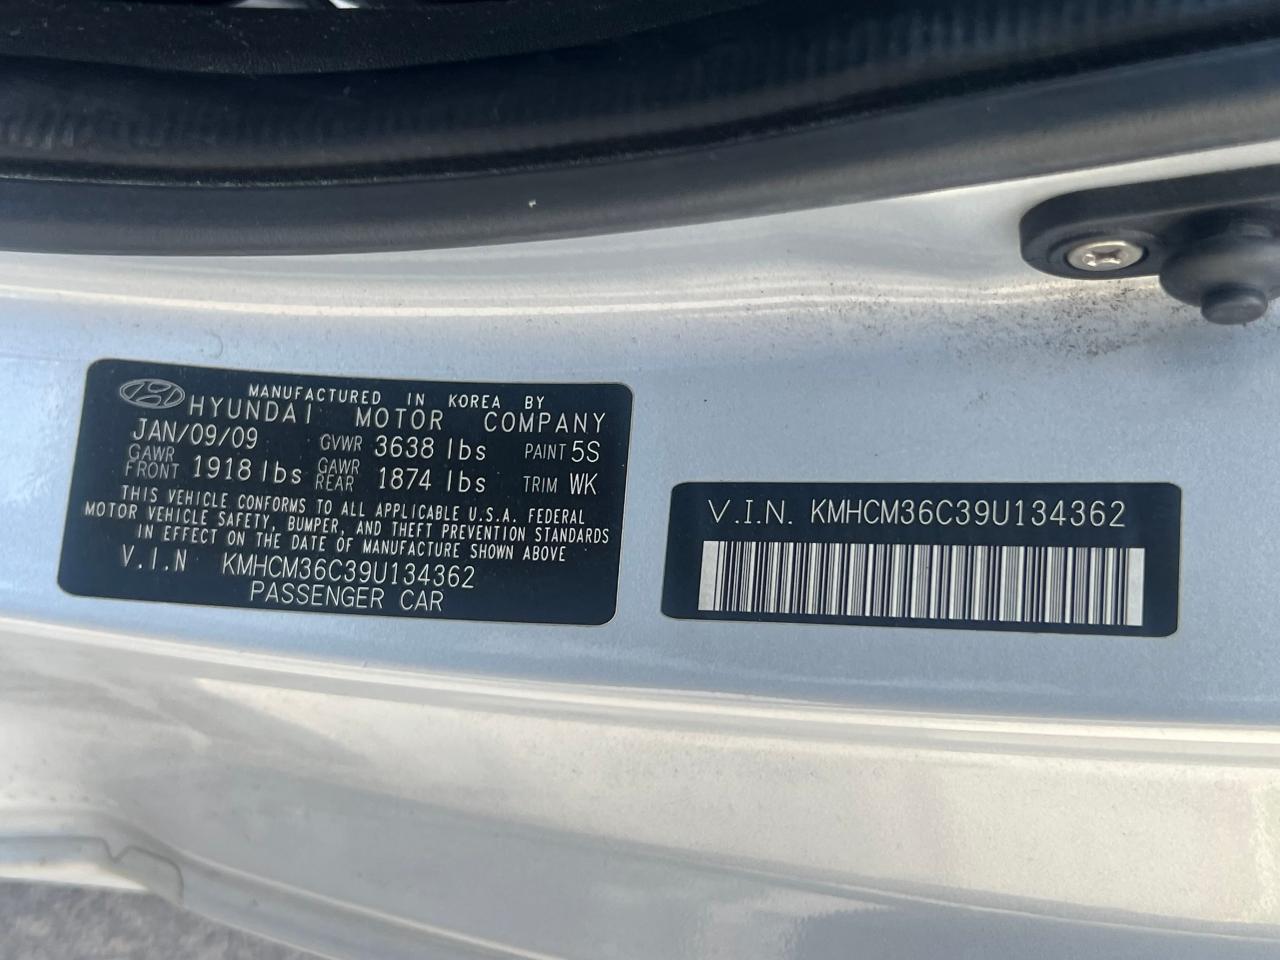 MANUFACTURED IN KOREA BY
HYUNDAI MOTOR COMPANY
JAN/09/09 GVWR 3638 lbs PAINT 5S
GAWR FRONT 1918 lbs GAWR REAR 1874 lbs TRIM WK
THIS VEHICLE CONFORMS TO ALL APPLICABLE U.S.A. FEDERAL
MOTOR VEHICLE SAFETY, BUMPER, AND THEFT PREVENTION STANDARDS
IN EFFECT ON THE DATE OF MANUFACTURE SHOWN ABOVE
V.I.N KMHCM36C39U134362
PASSENGER CAR
V.I.N. KMHCM36C39U134362